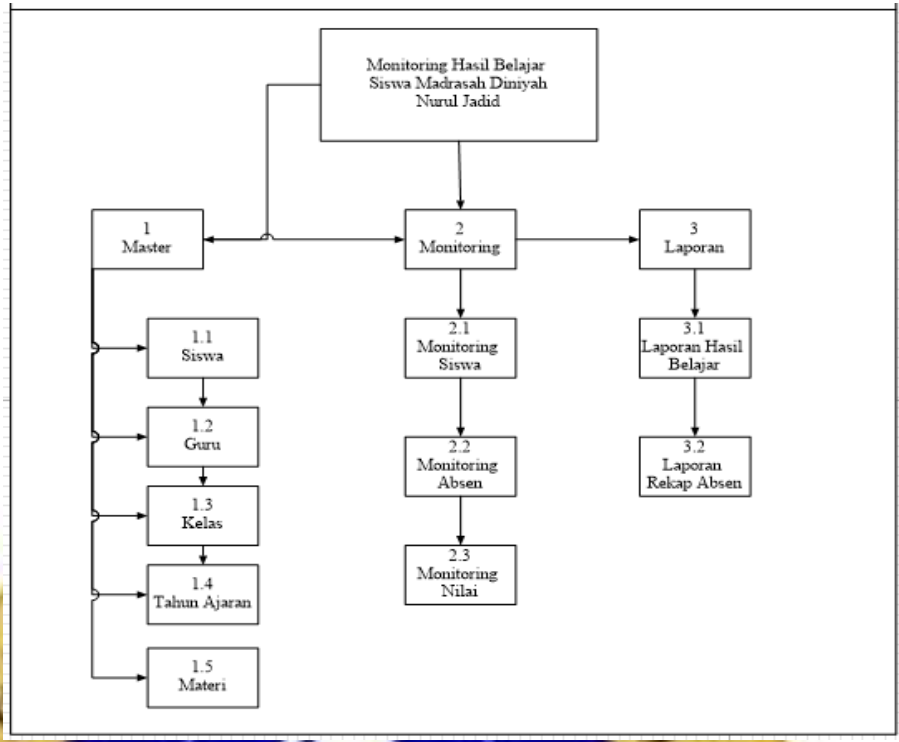 Monitoring Hasil Belajar
Siswa Madrasah Diniyah
Nurul Jadid
1
Master
2
Monitoring
3
Laporan
1.1
Siswa
1.2
Guru
1.3
Kelas
1.4
Tahun Ajaran
1.5
Materi
2.1
Monitoring
Siswa
2.2
Monitoring
Absen
2.3
Monitoring
Nilai
3.1
Laporan Hasil
Belajar
3.2
Laporan
Rekap Absen